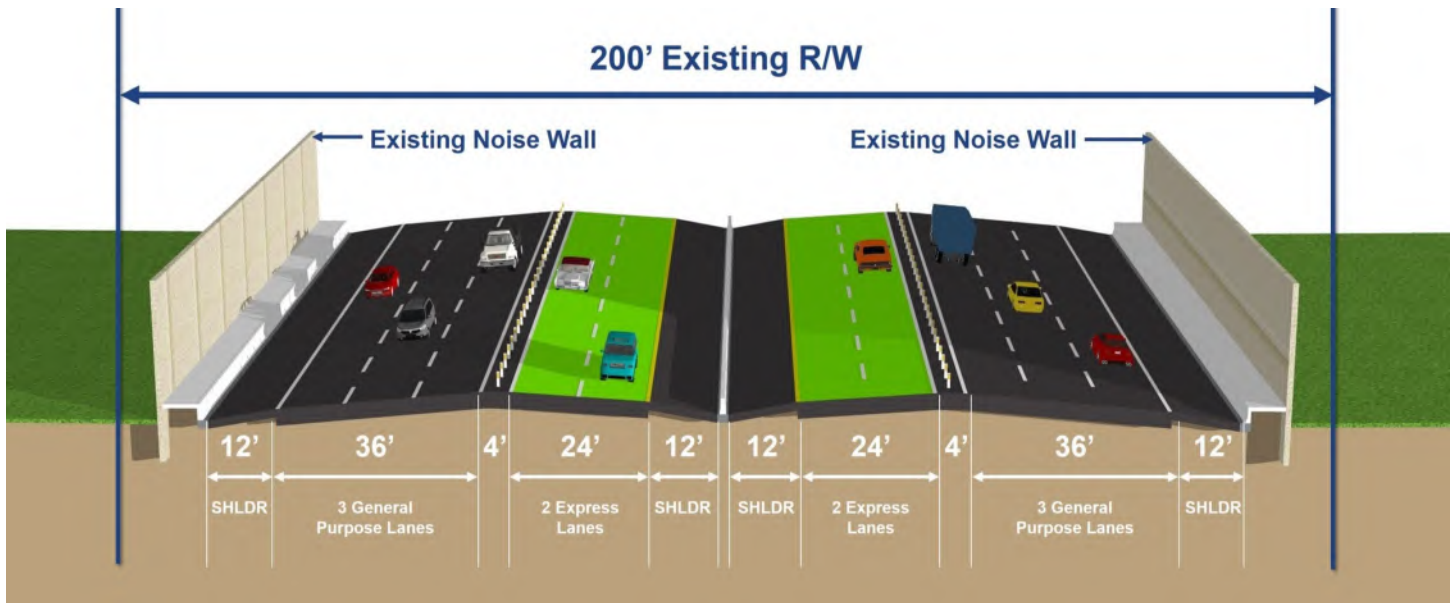 200’ Existing R/W
Existing Noise Wall
Existing Noise Wall
12’ 36’ 4’ 24’ 12’ 12’ 24’ 4’ 36’ 12’
SHLDR 3 General 2 Express SHLDR SHLDR 2 Express 3 General SHLDR
Purpose Lanes Lanes Lanes Purpose Lanes